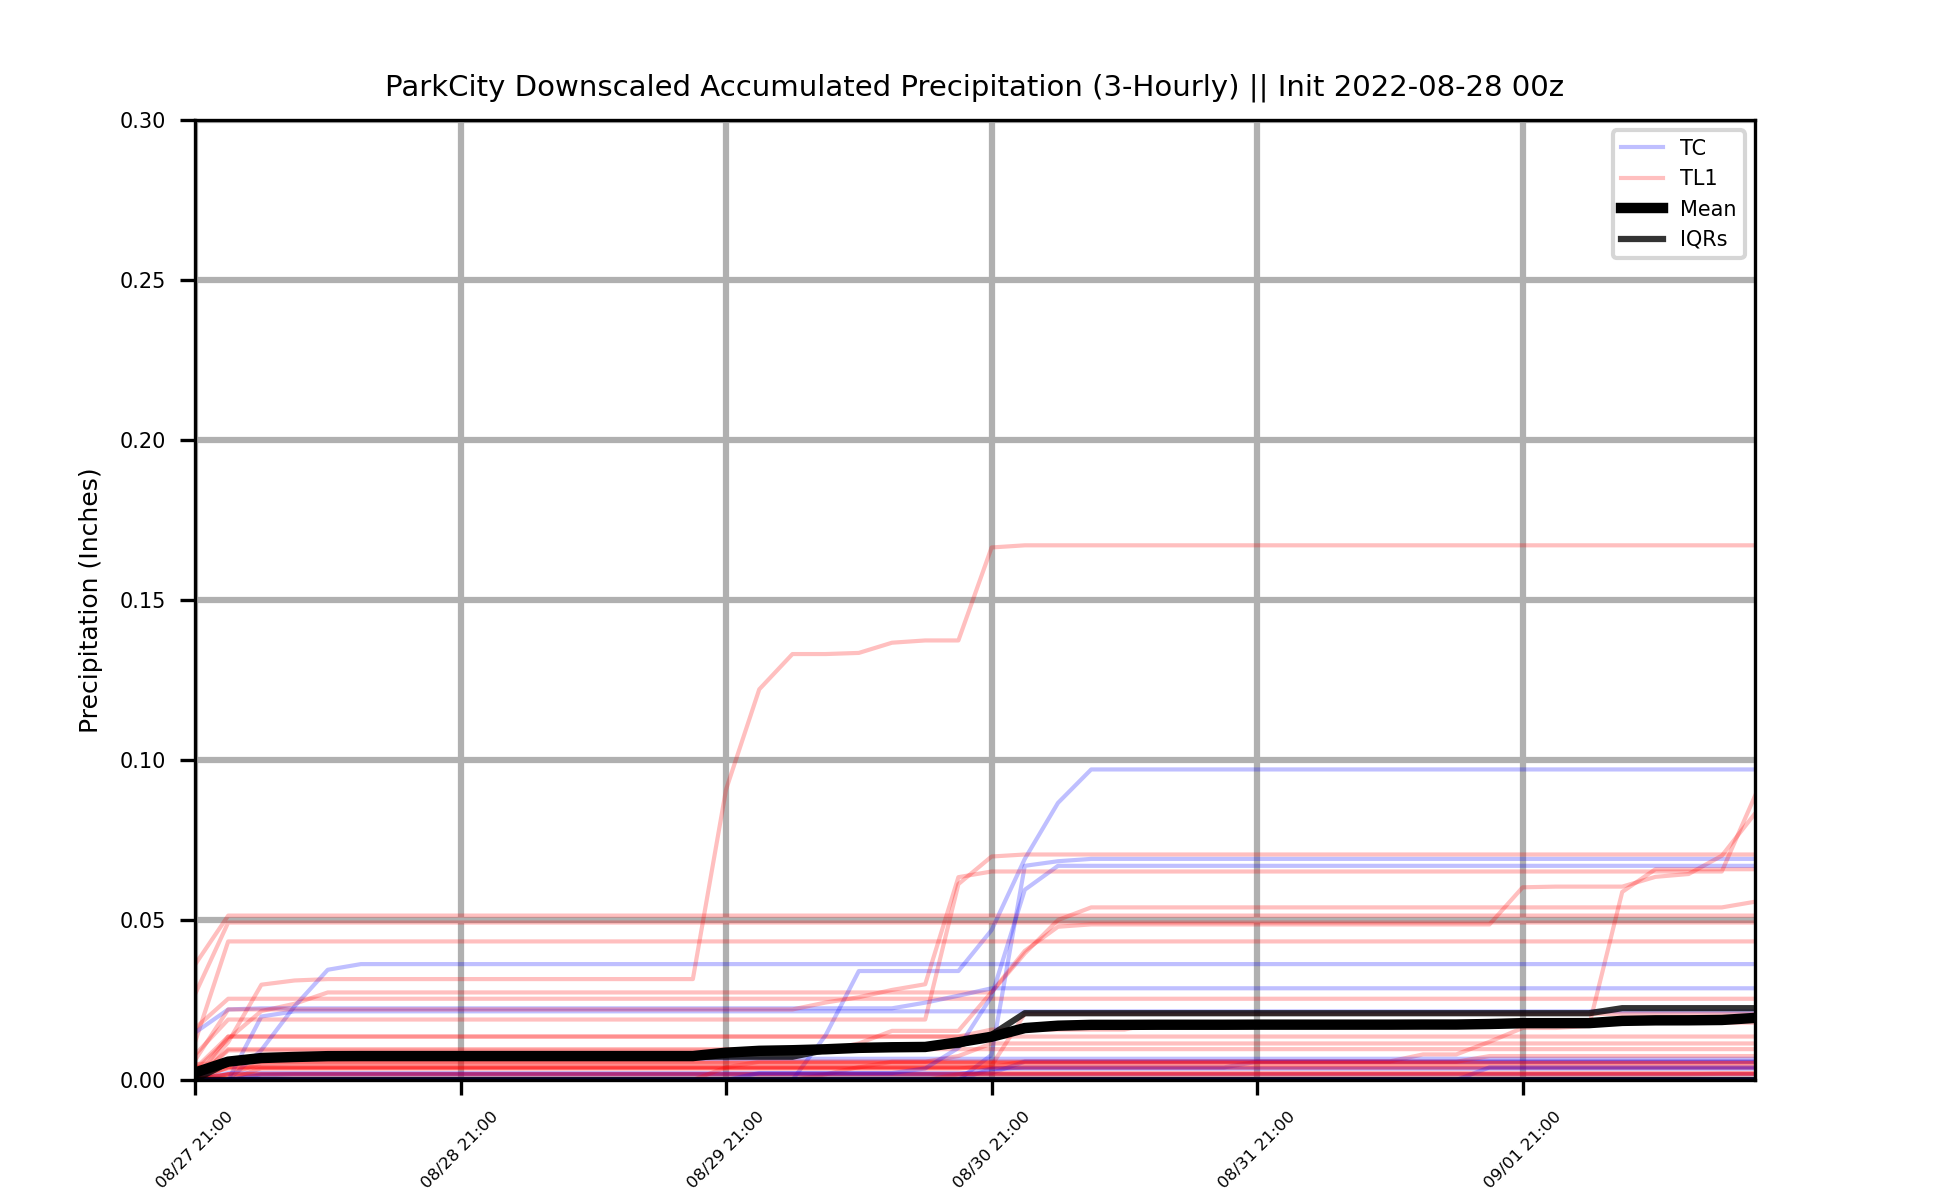 ParkCity Downscaled Accumulated Precipitation (3-Hourly) || Init 2022-08-28 00z
TC
TL1
Mean
IQRs
Precipitation (Inches)
0.30
0.25
0.20
0.15
0.10
0.05
0.00
08/27 21:00
08/28 21:00
08/29 21:00
08/30 21:00
08/31 21:00
09/01 21:00